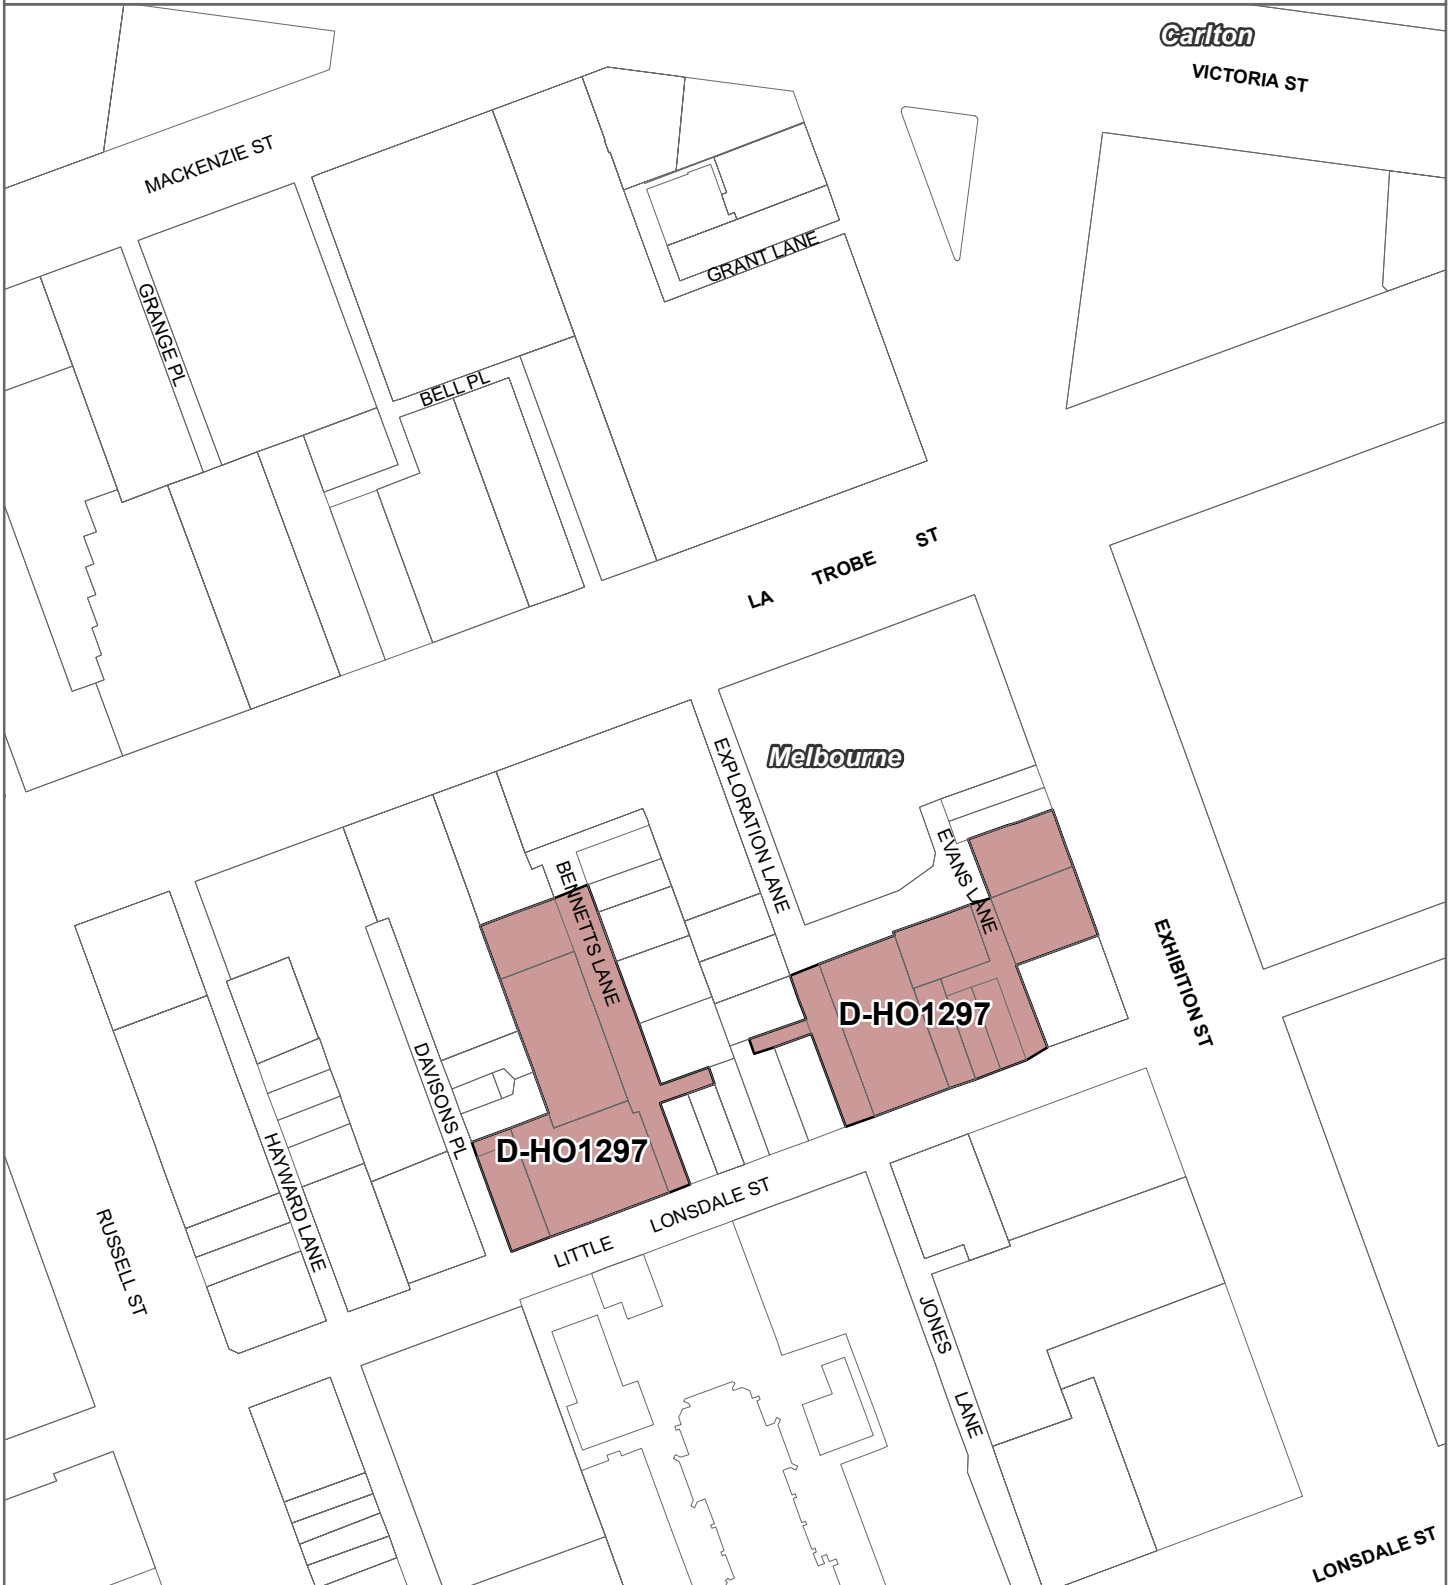 Carlton
VICTORIA ST
MACKENZIE ST
GRANT LANE
GRANGE PL
BELL PL
LA TROBE ST
EXPLORATION LANE
Melbourne
EVANS LANE
BENNETTS LANE
EXHIBITION ST
D-HO1297
DAVISONS PL
D-HO1297
HAYWARD LANE
RUSSELL ST
LITTLE LONSDALE ST
JONES LANE
LONSDALE ST